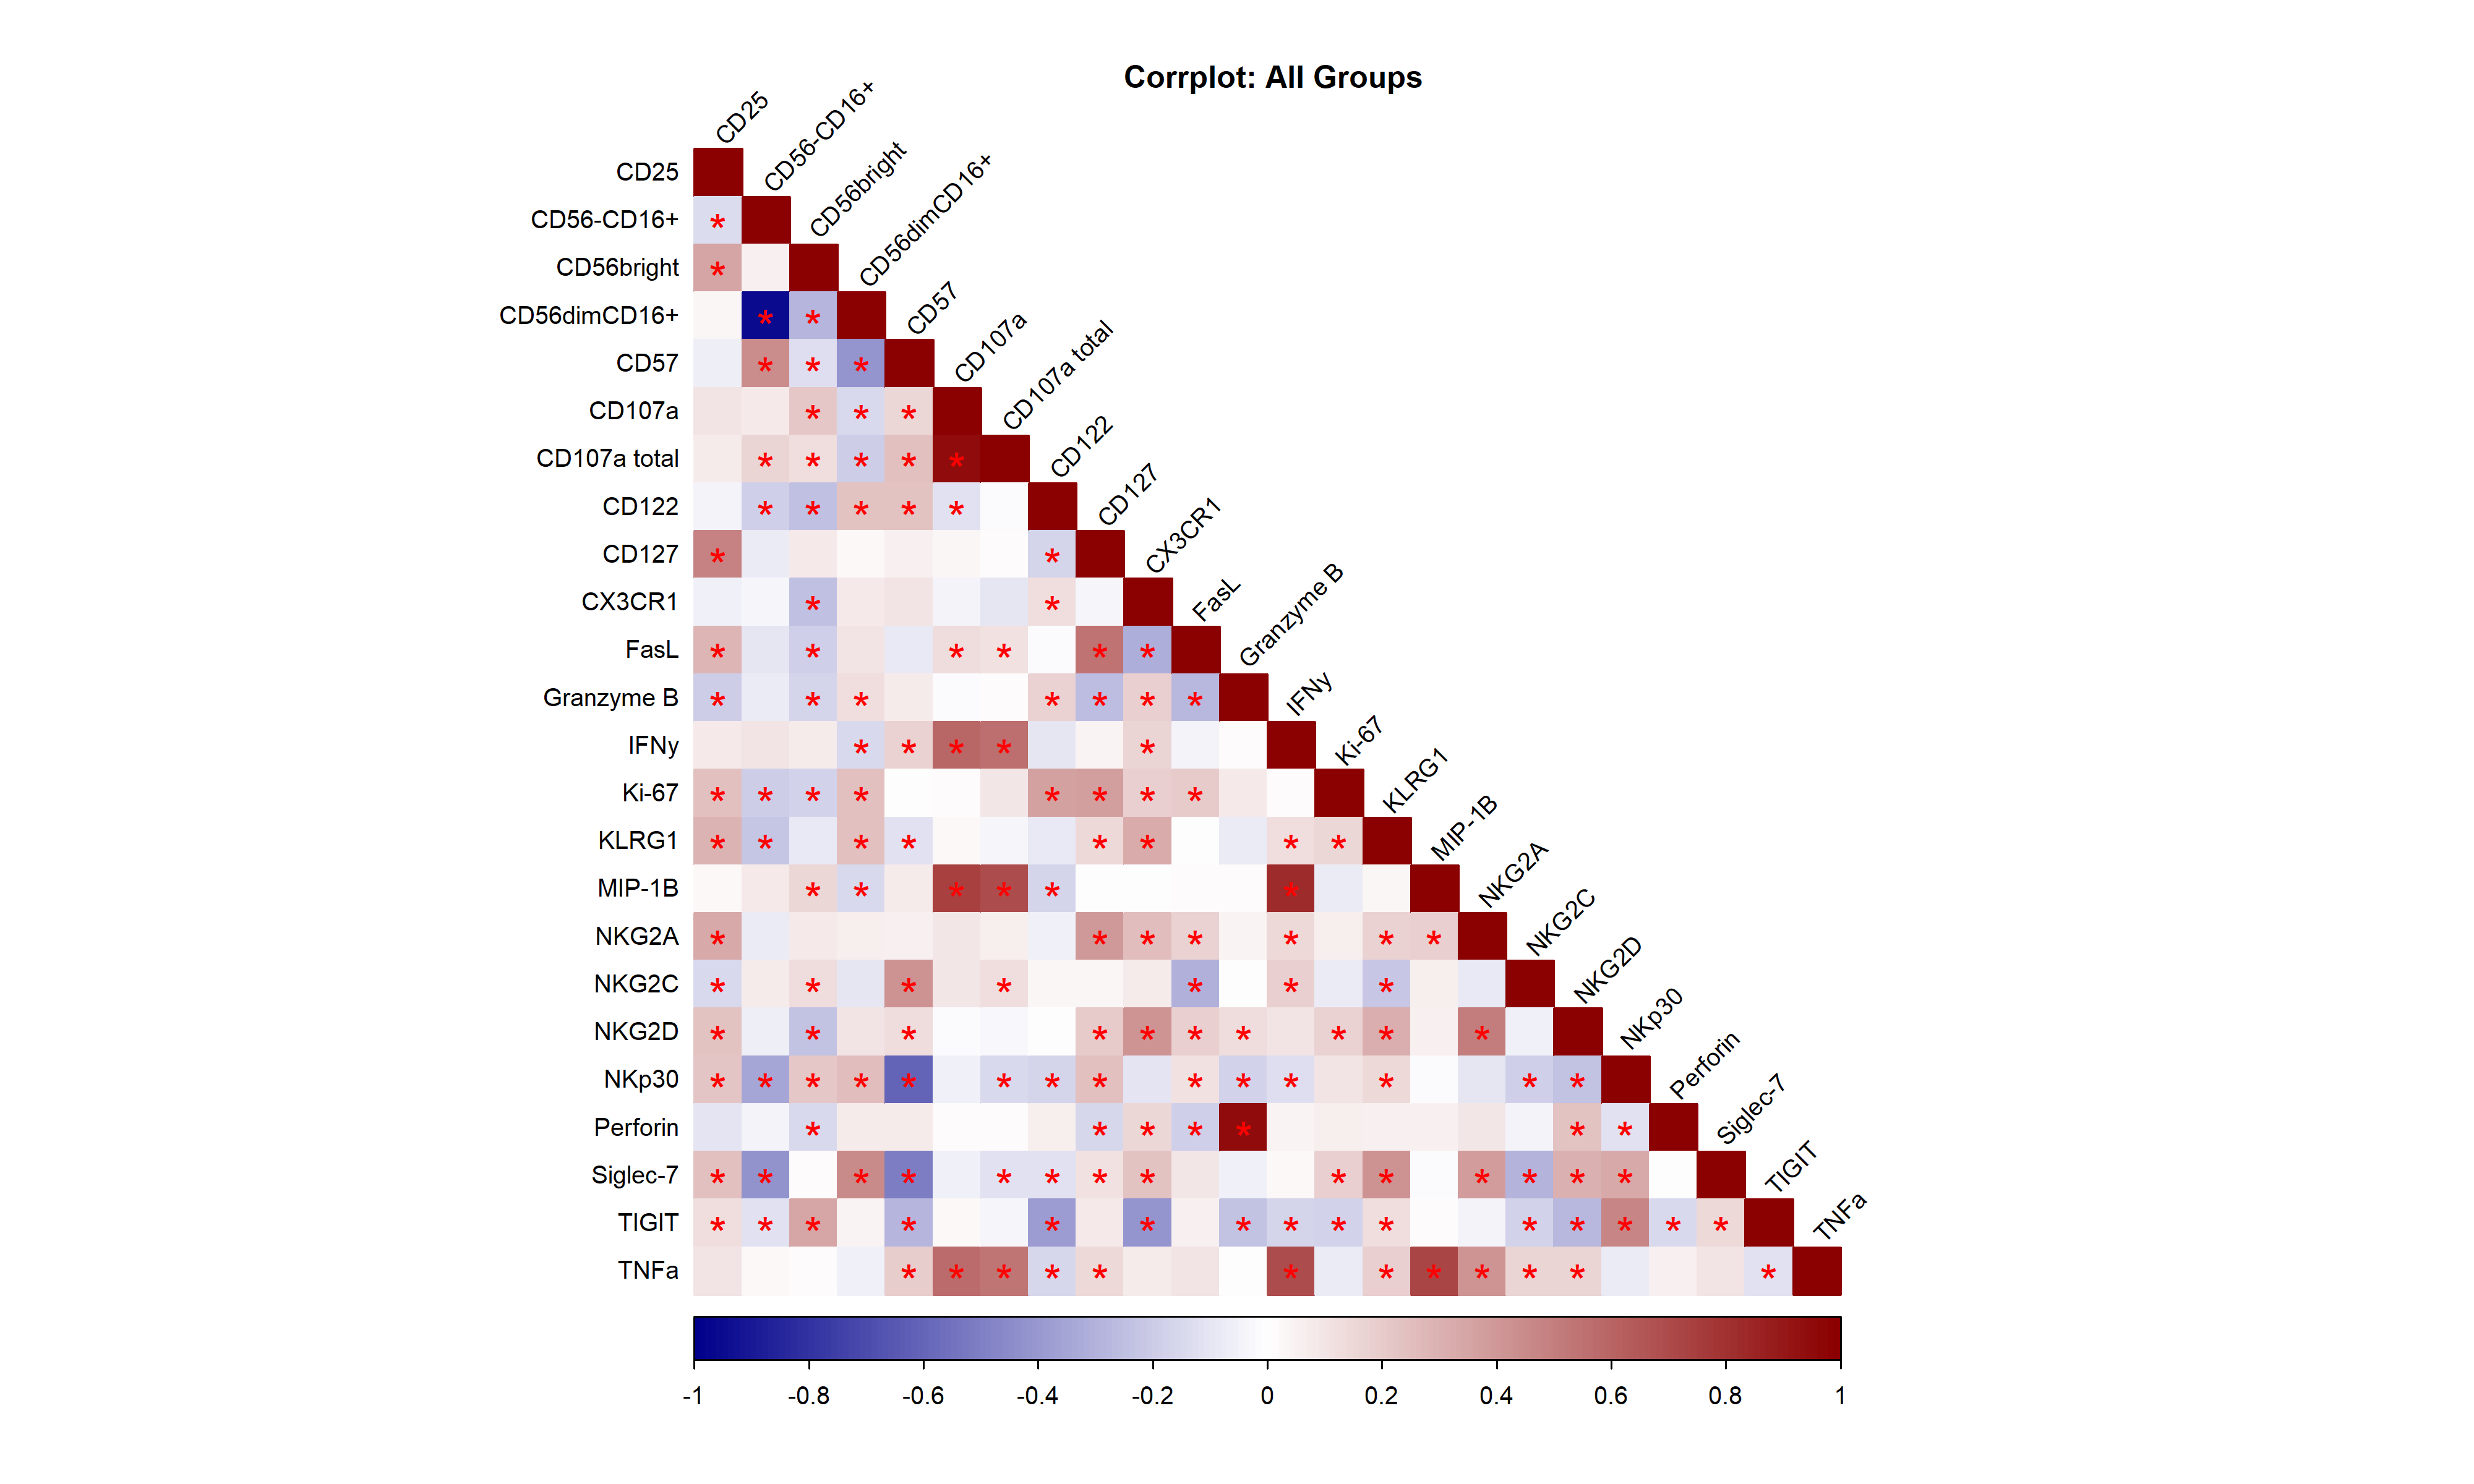 Corrplot: All Groups
CD25
CD56-CD16+
CD56bright
CD56dimCD16+
CD57
CD107a
CD107a total
CD122
CD127
CX3CR1
FasL
Granzyme B
IFNy
Ki-67
KLRG1
MIP-1B
NKG2A
NKG2C
NKG2D
NKp30
Perforin
Siglec-7
TIGIT
TNFa
CD25
CD56-CD16+
* CD56bright
* CD56dimCD16+
* * CD57
* * * CD107a
* * * CD107a total
* * * * * CD122
* * * * * CD127
* * CX3CR1
* * FasL
* * * * * * Granzyme B
* * * * * * * IFNy
* * * * * Ki-67
* * * * * * * * KLRG1
* * * * * * * * MIP-1B
* * * * * * NKG2A
* * * * * * * NKG2C
* * * * * * * NKG2D
* * * * * * * * * * NKp30
* * * * * * * * * * * * * Perforin
* * * * * * * Siglec-7
* * * * * * * * * * * * * * TIGIT
* * * * * * * * * * * * * * * TNFa
* * * * * * * * * * *
-1 -0.8 -0.6 -0.4 -0.2 0 0.2 0.4 0.6 0.8 1